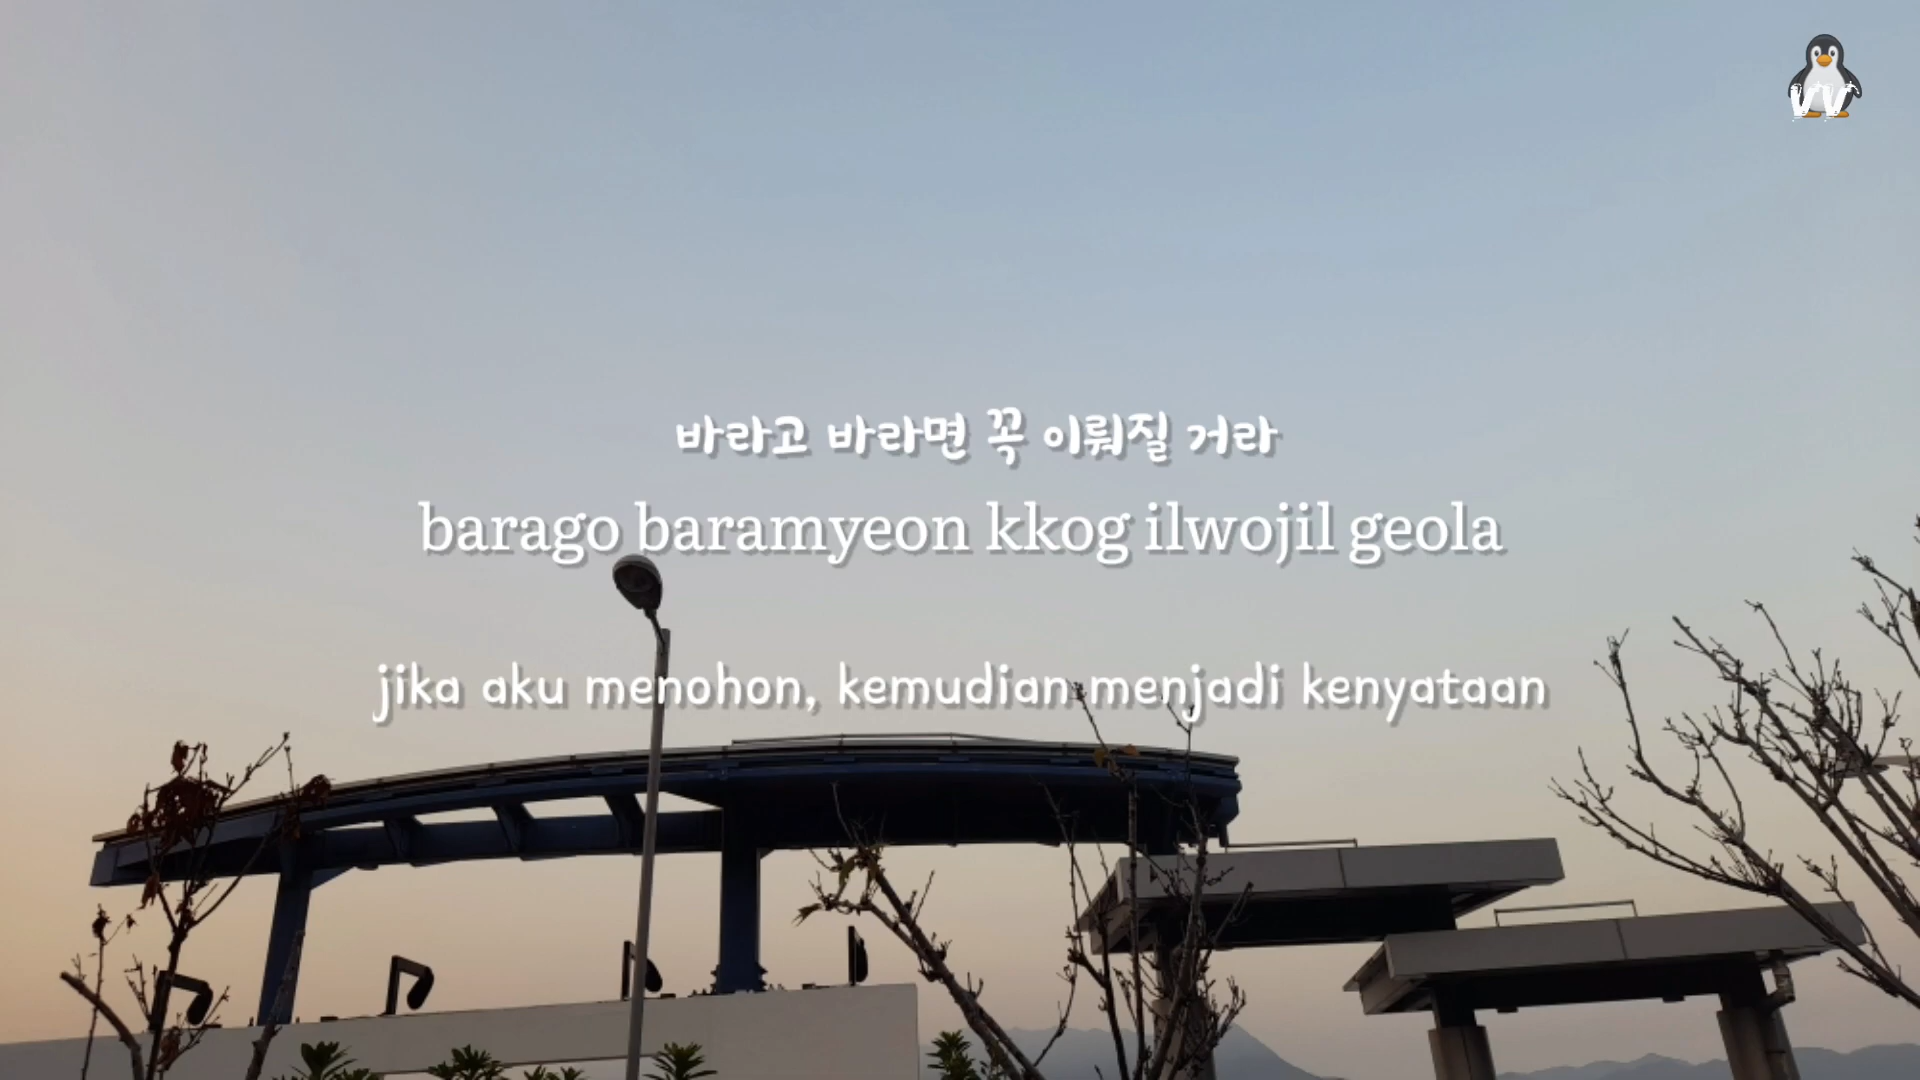 VV
바라고 바라면 꼭 이뤄질 거라
barago baramyeon kkog ilwojil geola
jika aku menohon, kemudian menjadi kenyataan